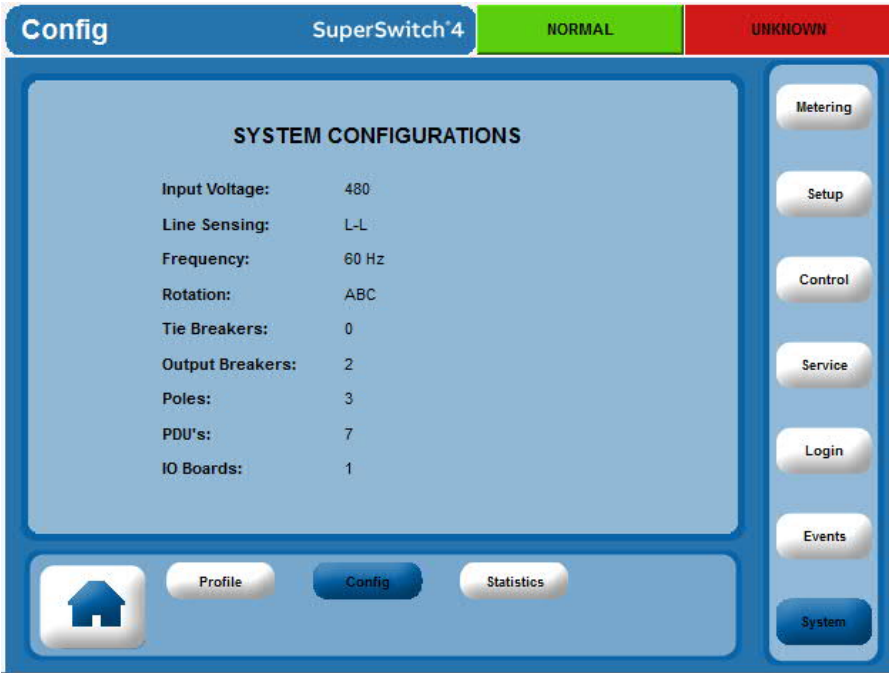 Config SuperSwitch®4 NORMAL UNKNOWN
SYSTEM CONFIGURATIONS
Input Voltage: 480
Line Sensing: L-L
Frequency: 60 Hz
Rotation: ABC
Tie Breakers: 0
Output Breakers: 2
Poles: 3
PDU's: 7
IO Boards: 1
Metering
Setup
Control
Service
Login
Events
System
Profile Config Statistics